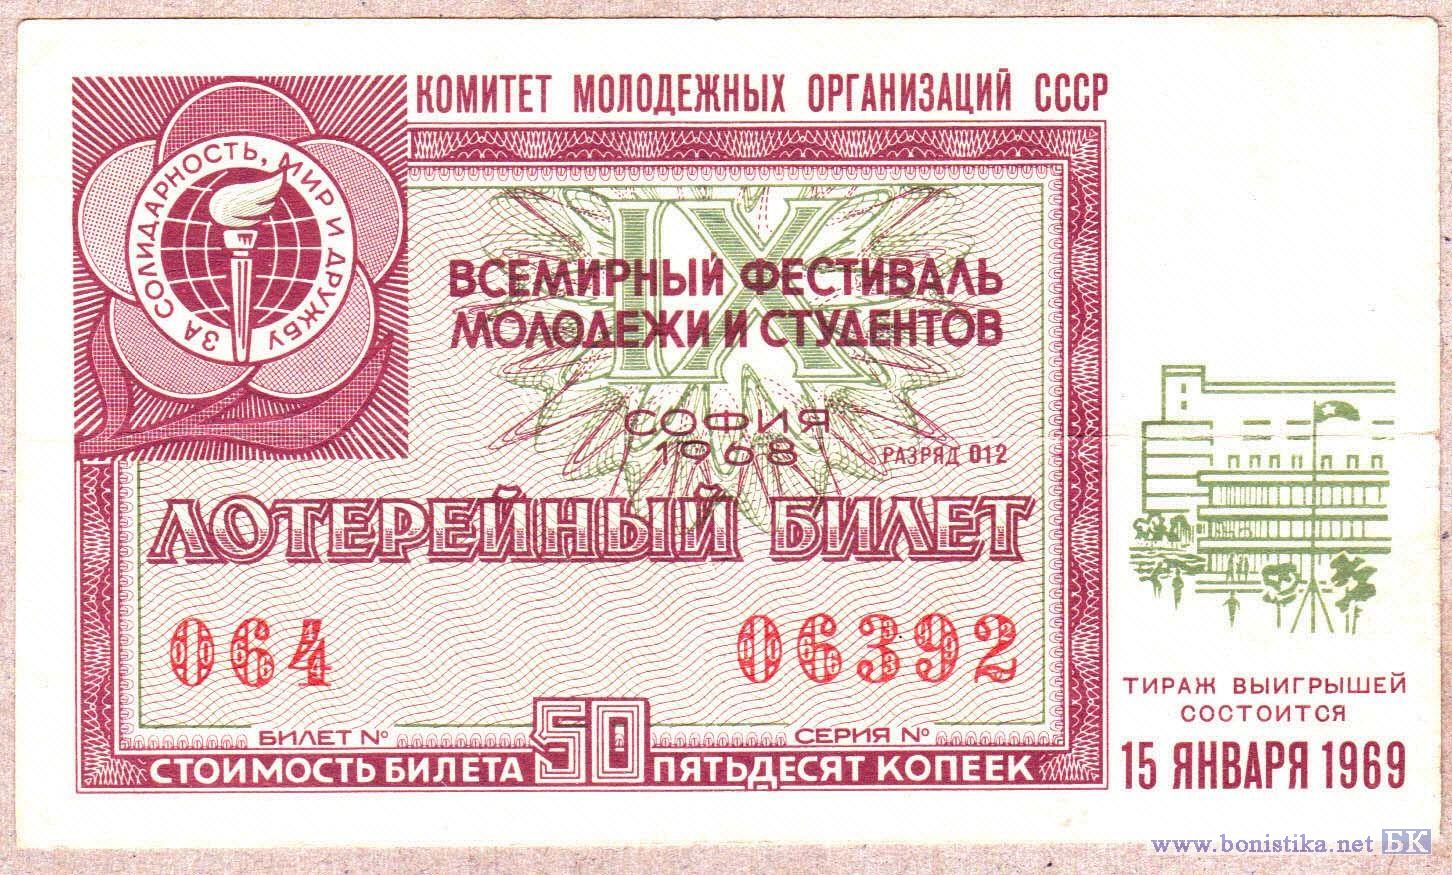 КОМИТЕТ МОЛОДЕЖНЫХ ОРГАНИЗАЦИЙ СССР
ЗА СОЛИДАРНОСТЬ, МИР И ДРУЖБУ
IX
ВСЕМИРНЫЙ ФЕСТИВАЛЬ
МОЛОДЕЖИ И СТУДЕНТОВ
СОФИЯ
1968
РАЗРЯД 012
ЛОТЕРЕЙНЫЙ БИЛЕТ
064 06392
БИЛЕТ № СЕРИЯ №
СТОИМОСТЬ БИЛЕТА 50 ПЯТЬДЕСЯТ КОПЕЕК
ТИРАЖ ВЫИГРЫШЕЙ
СОСТОИТСЯ
15 ЯНВАРЯ 1969
www.bonistika.net БК